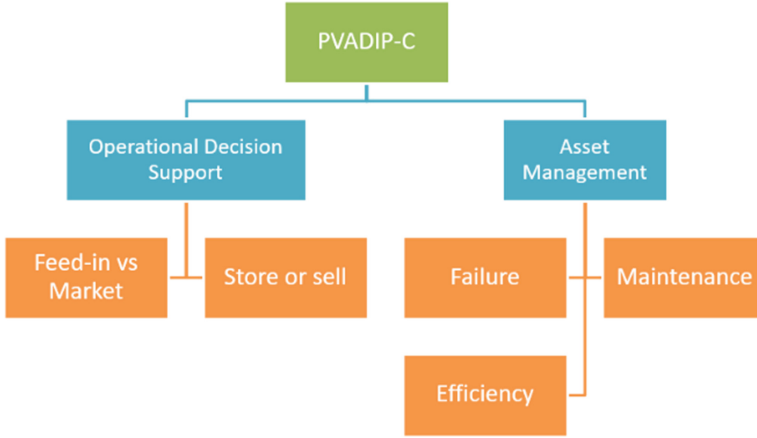 PVADIP-C
Operational Decision
Support
Asset
Management
Feed-in vs
Market
Store or sell
Failure
Maintenance
Efficiency